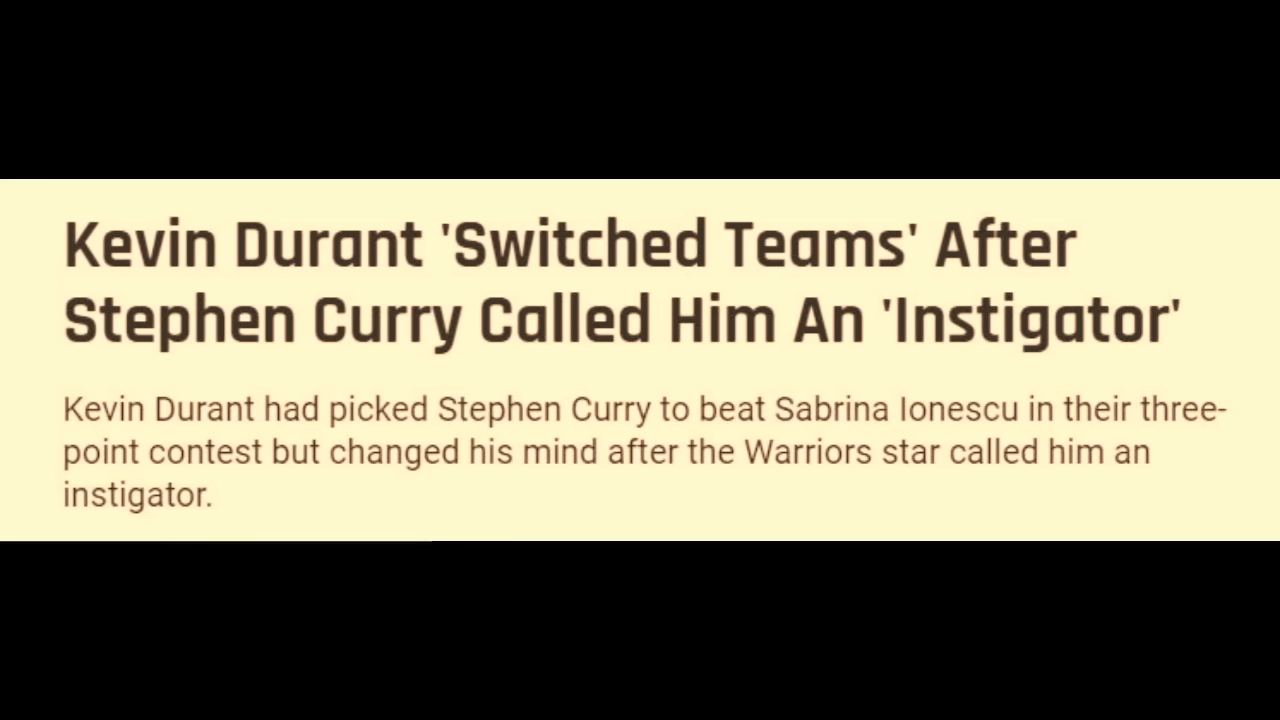 Kevin Durant 'Switched Teams' After
Stephen Curry Called Him An 'Instigator'
Kevin Durant had picked Stephen Curry to beat Sabrina Ionescu in their three-
point contest but changed his mind after the Warriors star called him an
instigator.